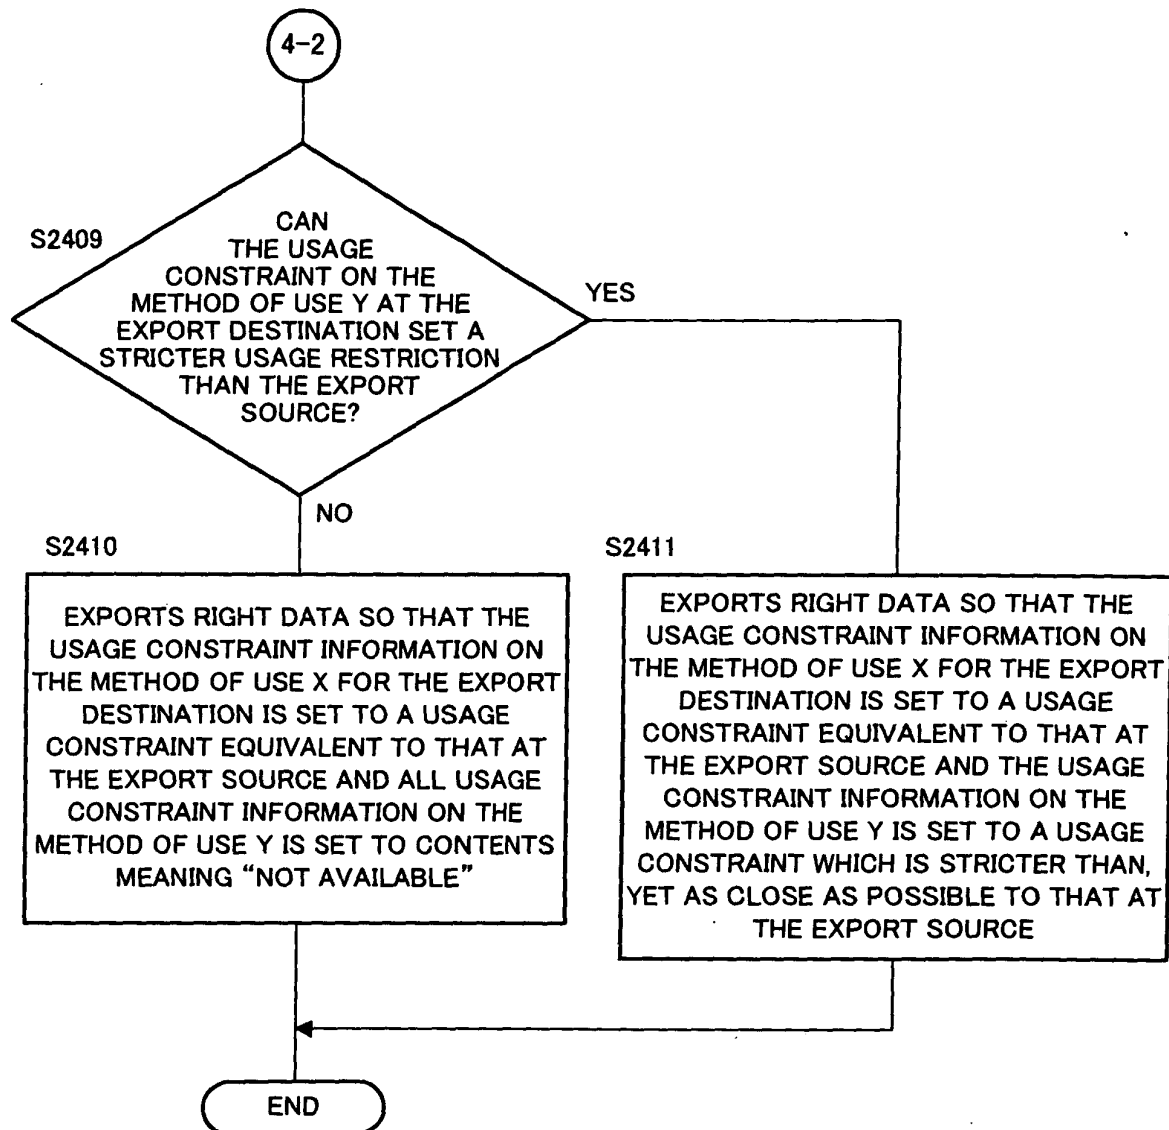 4-2
S2409
CAN
THE USAGE
CONSTRAINT ON THE
METHOD OF USE Y AT THE
EXPORT DESTINATION SET A
STRICTER USAGE RESTRICTION
THAN THE EXPORT
SOURCE?
YES
NO
S2410
EXPORTS RIGHT DATA SO THAT THE
USAGE CONSTRAINT INFORMATION ON
THE METHOD OF USE X FOR THE EXPORT
DESTINATION IS SET TO A USAGE
CONSTRAINT EQUIVALENT TO THAT AT
THE EXPORT SOURCE AND ALL USAGE
CONSTRAINT INFORMATION ON THE
METHOD OF USE Y IS SET TO CONTENTS
MEANING “NOT AVAILABLE”
S2411
EXPORTS RIGHT DATA SO THAT THE
USAGE CONSTRAINT INFORMATION ON
THE METHOD OF USE X FOR THE EXPORT
DESTINATION IS SET TO A USAGE
CONSTRAINT EQUIVALENT TO THAT AT
THE EXPORT SOURCE AND THE USAGE
CONSTRAINT INFORMATION ON THE
METHOD OF USE Y IS SET TO A USAGE
CONSTRAINT WHICH IS STRICTER THAN,
YET AS CLOSE AS POSSIBLE TO THAT AT
THE EXPORT SOURCE
END